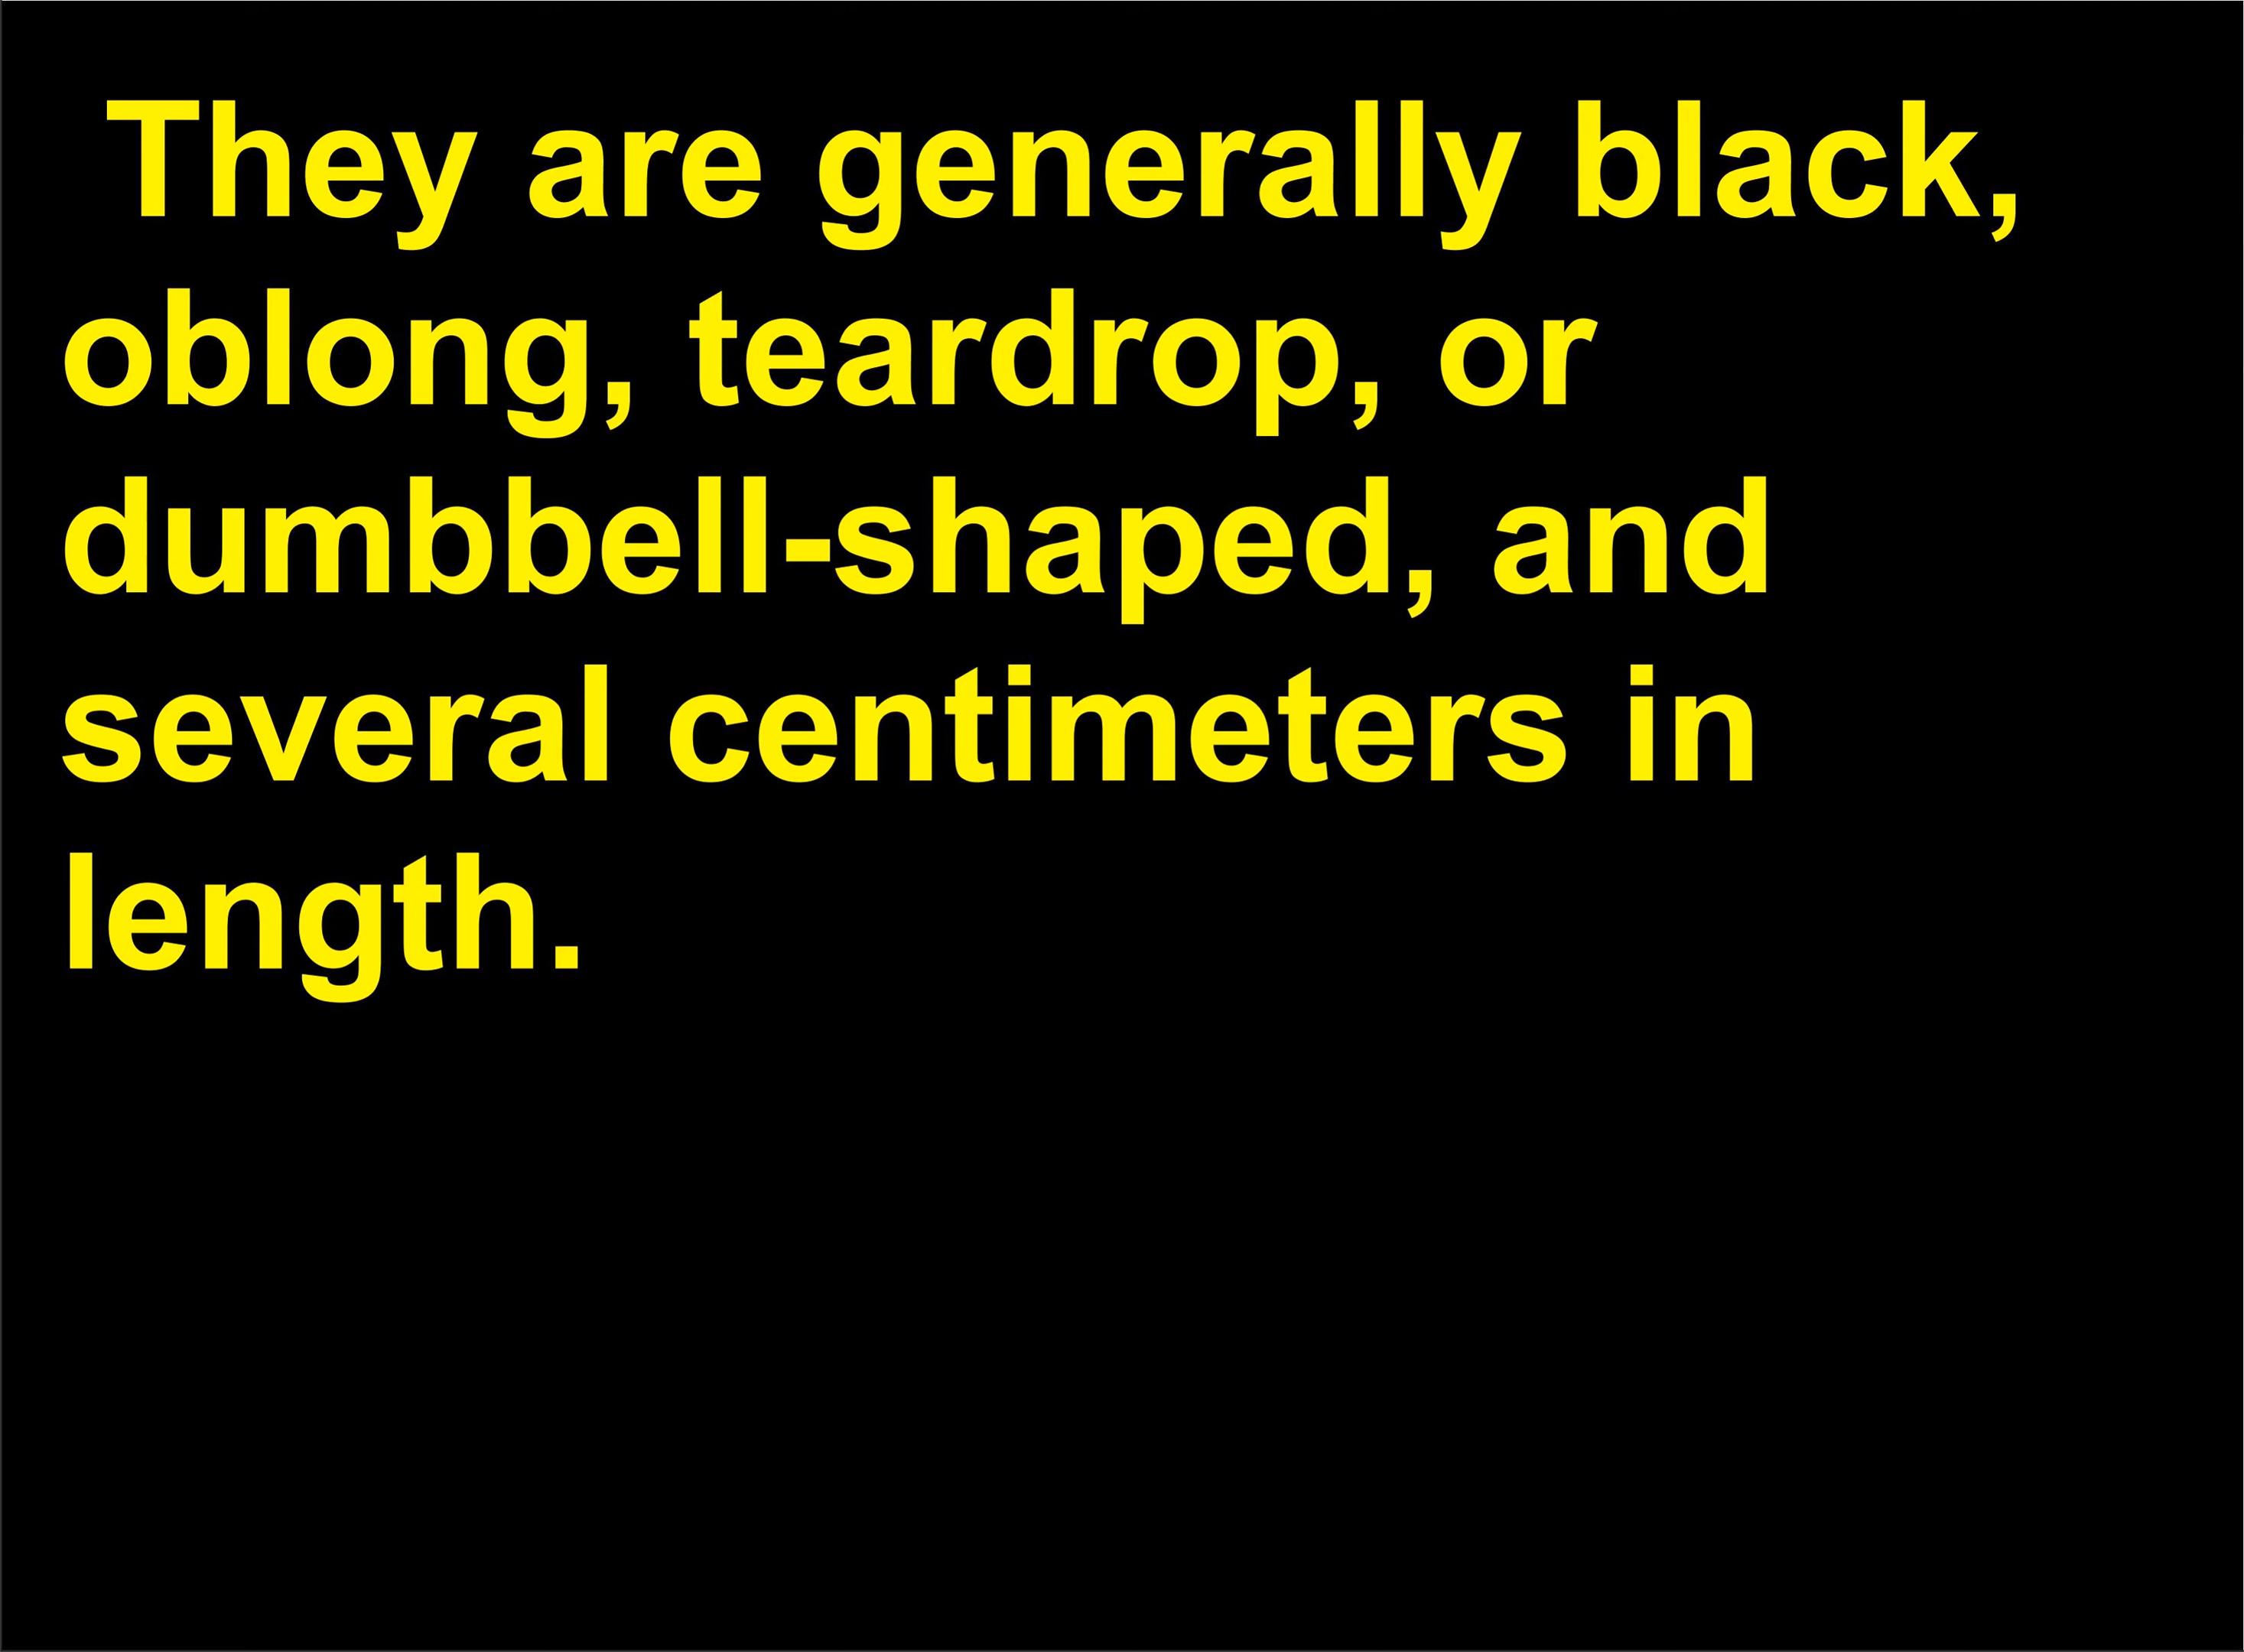 They are generally black,
oblong, teardrop, or
dumbbell-shaped, and
several centimeters in
length.